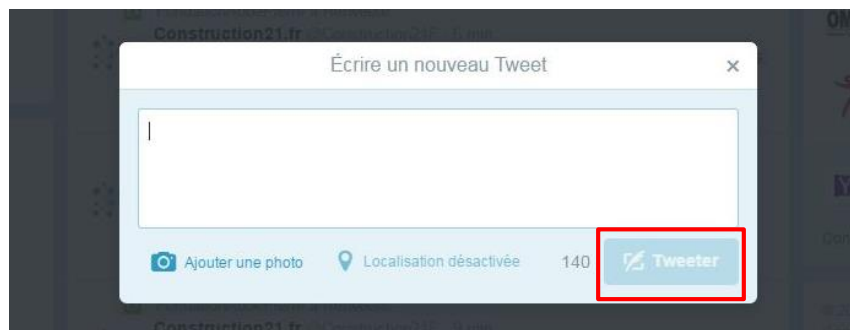 Construction21.fr
Écrire un nouveau Tweet
×
Ajouter une photo
Localisation désactivée
140
Tweeter
Construction21.fr